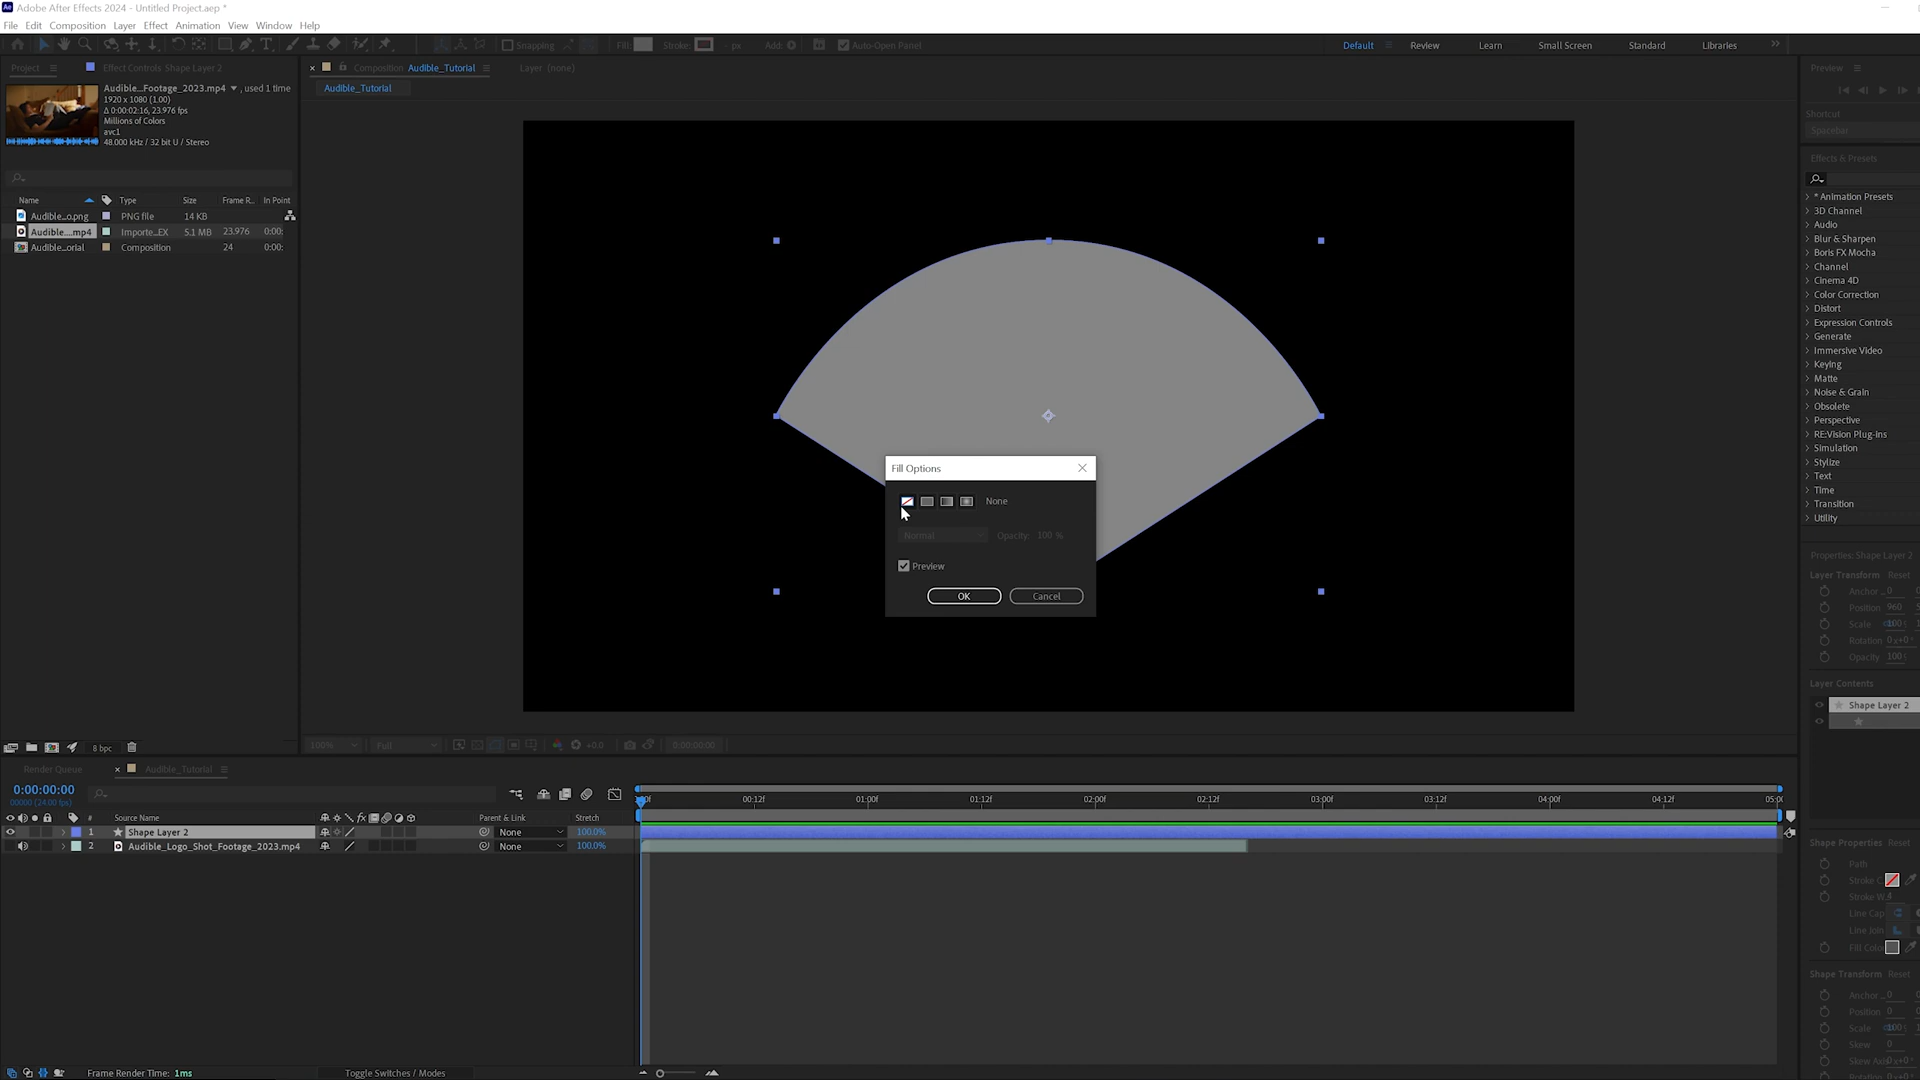 Adobe After Effects 2024 - Untitled Project.aep *
File Edit Composition Layer Effect Animation View Window Help
Snapping Fill: Stroke: - px Add: Auto-Open Panel Default Review Learn Small Screen Standard Libraries
Project Effect Controls Shape Layer 2
Composition Audible_Tutorial Layer (none)
Preview
Audible_Tutorial
Audible...Footage_2023.mp4 , used 1 time
1920 x 1080 (1.00)
Δ 0:00:02:16, 23.976 fps
Millions of Colors
avc1
48.000 kHz / 32 bit U / Stereo
Shortcut
Spacebar
Effects & Presets
Name Type Size Frame R... In Point
Audible...o.png PNG file 14 KB
Audible....mp4 Importe...EX 5.1 MB 23.976 0:00:
Audible...orial Composition 24 0:00:
* Animation Presets
3D Channel
Audio
Blur & Sharpen
Boris FX Mocha
Channel
Cinema 4D
Color Correction
Distort
Expression Controls
Generate
Immersive Video
Keying
Matte
Noise & Grain
Obsolete
Perspective
RE:Vision Plug-ins
Simulation
Stylize
Text
Time
Transition
Utility
Fill Options
None
Normal Opacity: 100 %
Preview
OK Cancel
Properties: Shape Layer 2
Layer Transform Reset
Anchor ... 0
Position 960
Scale 100
Rotation 0x+0°
Opacity 100
Layer Contents
Shape Layer 2
8 bpc
100% Full +0.0 0:00:00:00
Render Queue Audible_Tutorial
0:00:00:00
00000 (24.00 fps)
00:12f 01:00f 01:12f 02:00f 02:12f 03:00f 03:12f 04:00f 04:12f 05:00
# Source Name Parent & Link Stretch
1 Shape Layer 2 None 100.0%
2 Audible_Logo_Shot_Footage_2023.mp4 None 100.0%
Shape Properties Reset
Path
Stroke C
Stroke W
Line Cap
Line Join
Fill Colo
Shape Transform Reset
Anchor ... 0
Position 0
Scale 100
Skew 0
Skew Axis 0x+0
Frame Render Time: 1ms
Toggle Switches / Modes